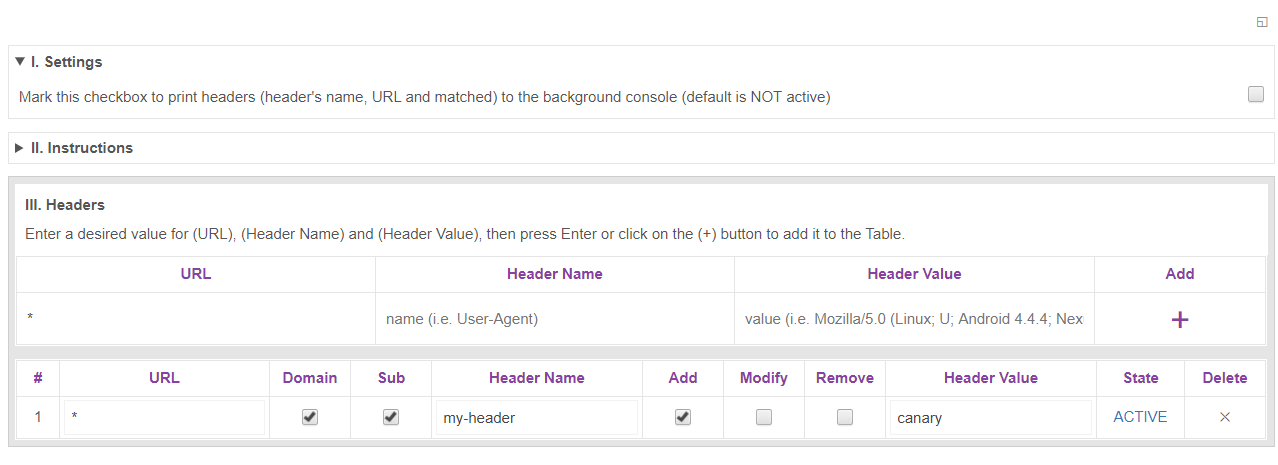 I. Settings
Mark this checkbox to print headers (header's name, URL and matched) to the background console (default is NOT active)
II. Instructions
III. Headers
Enter a desired value for (URL), (Header Name) and (Header Value), then press Enter or click on the (+) button to add it to the Table.
URL Header Name Header Value Add
* name (i.e. User-Agent) value (i.e. Mozilla/5.0 (Linux; U; Android 4.4.4; Nex +
# URL Domain Sub Header Name Add Modify Remove Header Value State Delete
1 * my-header canary ACTIVE ×